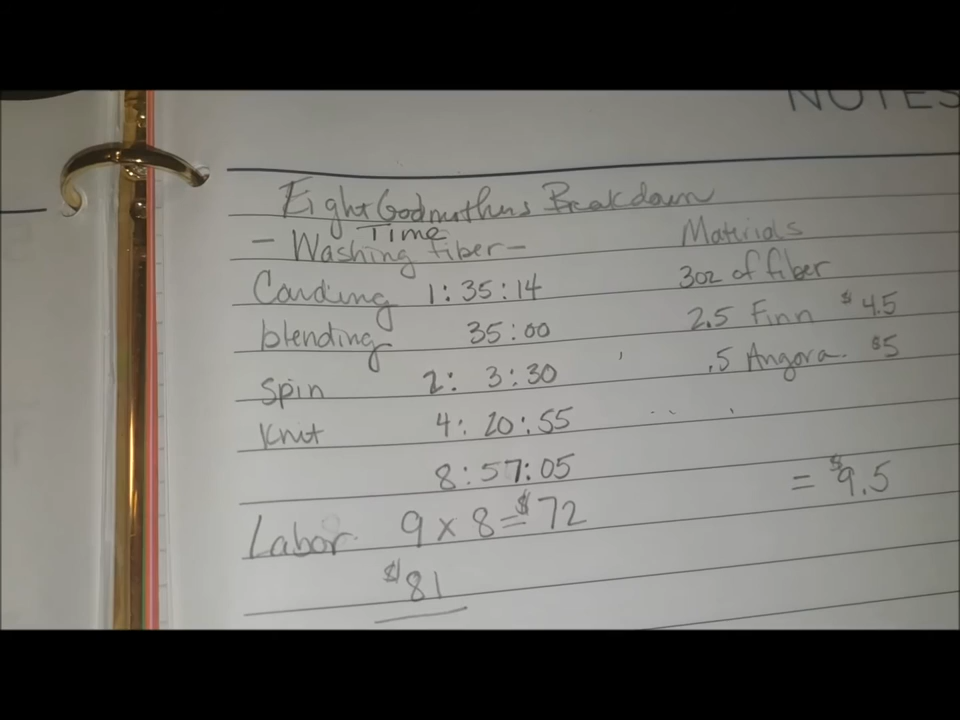 NOTES
Eight Godmuthers Breakdown
Time
- Washing fiber -
Materials
Carding 1:35:14
3oz of fiber
blending 35:00
2.5 Finn $4.5
Spin 2: 3:30
.5 Angora. $5
Knit 4:20:55
8:57:05
= $9.5
Labor. 9 x 8 = $72
$81